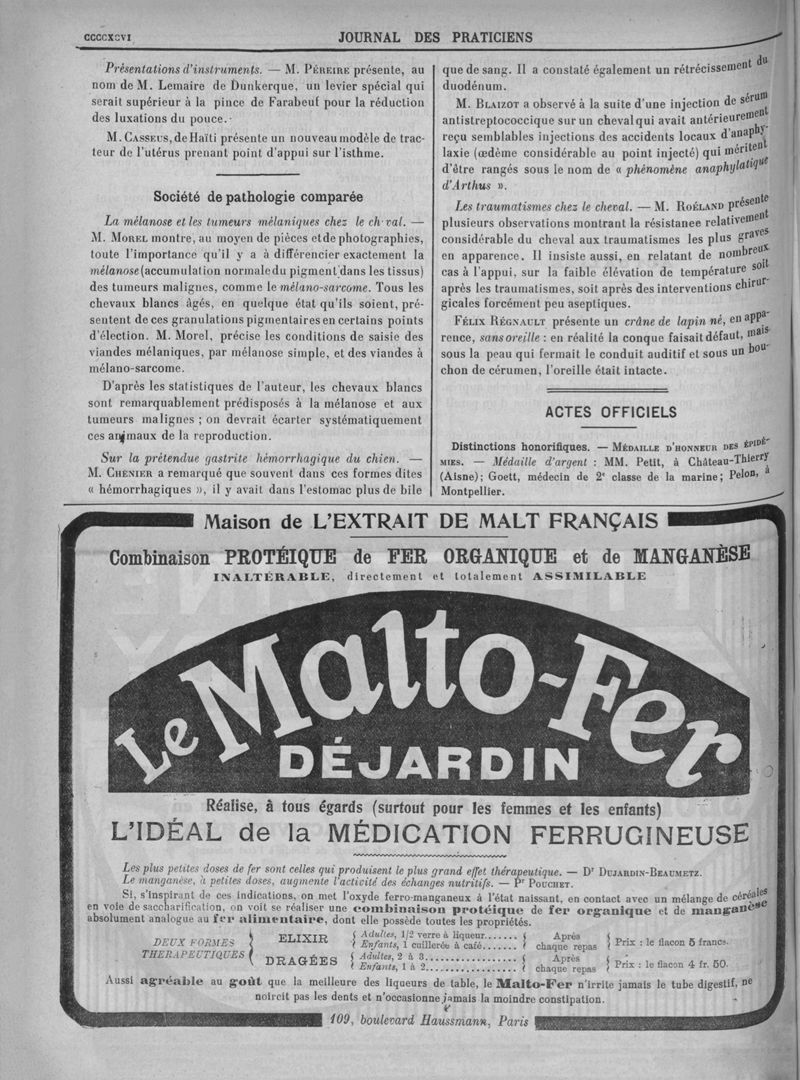 CCCCXCVI
JOURNAL DES PRATICIENS
Présentations d'instruments. — M. PÉREIRE présente, au
nom de M. Lemaire de Dunkerque, un levier spécial qui
serait supérieur à la pince de Farabeuf pour la réduction
des luxations du pouce.
M. CASSEUS, de Haïti présente un nouveau modèle de trac-
teur de l'utérus prenant point d'appui sur l'isthme.
Société de pathologie comparée
La mélanose et les tumeurs mélaniques chez le ch val. —
M. MOREL montre, au moyen de pièces et de photographies,
toute l'importance qu'il y a à différencier exactement la
mélanose (accumulation normale du pigment dans les tissus)
des tumeurs malignes, comme le mélano-sarcome. Tous les
chevaux blancs âgés, en quelque état qu'ils soient, pré-
sentent de ces granulations pigmentaires en certains points
d'élection. M. Morel, précise les conditions de saisie des
viandes mélaniques, par mélanose simple, et des viandes à
mélano-sarcome.
D'après les statistiques de l'auteur, les chevaux blancs
sont remarquablement prédisposés à la mélanose et aux
tumeurs malignes ; on devrait écarter systématiquement
ces animaux de la reproduction.
Sur la prétendue gastrite hémorrhagique du chien. —
M. CHENIER a remarqué que souvent dans ces formes dites
« hémorrhagiques », il y avait dans l'estomac plus de bile
que de sang. Il a constaté également un rétrécissement du
duodénum.
M. BLAIZOT a observé à la suite d'une injection de sérum
antistreptococcique sur un cheval qui avait antérieurement
reçu semblables injections des accidents locaux d'anaphy-
laxie (œdème considérable au point injecté) qui méritent
d'être rangés sous le nom de « phénomène anaphylatique
d'Arthus ».
Les traumatismes chez le cheval. — M. ROÉLAND présente
plusieurs observations montrant la résistance relativement
considérable du cheval aux traumatismes les plus graves
en apparence. Il insiste aussi, en relatant de nombreux
cas à l'appui, sur la faible élévation de température soit
après les traumatismes, soit après des interventions chirur-
gicales forcément peu aseptiques.
FÉLIX RÉGNAULT présente un crâne de lapin né, en appa-
rence, sans oreille : en réalité la conque faisait défaut, mais
sous la peau qui fermait le conduit auditif et sous un bou-
chon de cérumen, l'oreille était intacte.
ACTES OFFICIELS
Distinctions honorifiques. — MÉDAILLE D'HONNEUR DES ÉPIDÉ-
MIES. — Médaille d'argent : MM. Petit, à Château-Thierry
(Aisne); Goett, médecin de 2e classe de la marine; Pelon, à
Montpellier.
Maison de L'EXTRAIT DE MALT FRANÇAIS
Combinaison PROTÉIQUE de FER ORGANIQUE et de MANGANÈSE
INALTÉRABLE, directement et totalement ASSIMILABLE
Le Malto-Fer
DÉJARDIN
Réalise, à tous égards (surtout pour les femmes et les enfants)
L'IDÉAL de la MÉDICATION FERRUGINEUSE
Les plus petites doses de fer sont celles qui produisent le plus grand effet thérapeutique. — Dr DUJARDIN-BEAUMETZ.
Le manganèse, à petites doses, augmente l'activité des échanges nutritifs. — Pr POUCHET.
Si, s'inspirant de ces indications, on met l'oxyde ferro-manganeux à l'état naissant, en contact avec un mélange de céréales
en voie de saccharification, on voit se réaliser une combinaison protéique de fer organique et de manganèse
absolument analogue au fer alimentaire, dont elle possède toutes les propriétés.
DEUX FORMES
THERAPEUTIQUES
ELIXIR
Adultes, 1/2 verre à liqueur.......
Enfants, 1 cuillerée à café.......
Après
chaque repas
Prix : le flacon 5 francs.
DRAGÉES
Adultes, 2 à 3..................
Enfants, 1 à 2..................
Après
chaque repas
Prix : le flacon 4 fr. 50.
Aussi agréable au goût que la meilleure des liqueurs de table, le Malto-Fer n'irrite jamais le tube digestif, ne
noircit pas les dents et n'occasionne jamais la moindre constipation.
109, boulevard Haussmann, Paris